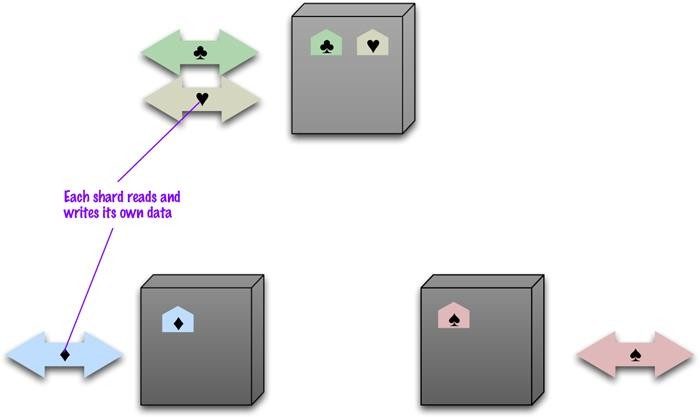 Each shard reads and
writes its own data